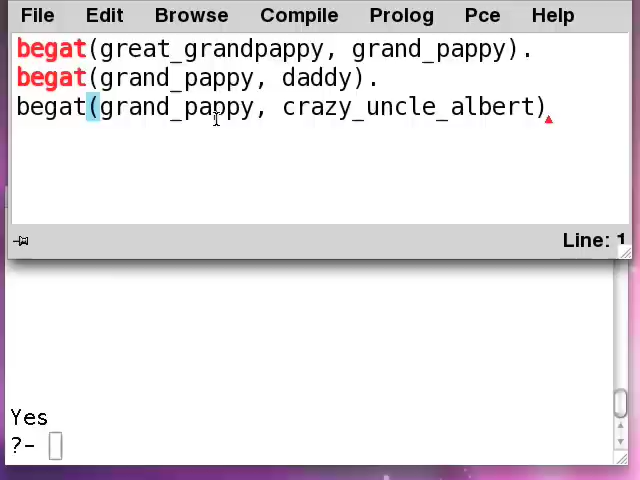 File Edit Browse Compile Prolog Pce Help
begat(great_grandpappy, grand_pappy).
begat(grand_pappy, daddy).
begat(grand_pappy, crazy_uncle_albert)
Line: 1
Yes
?-